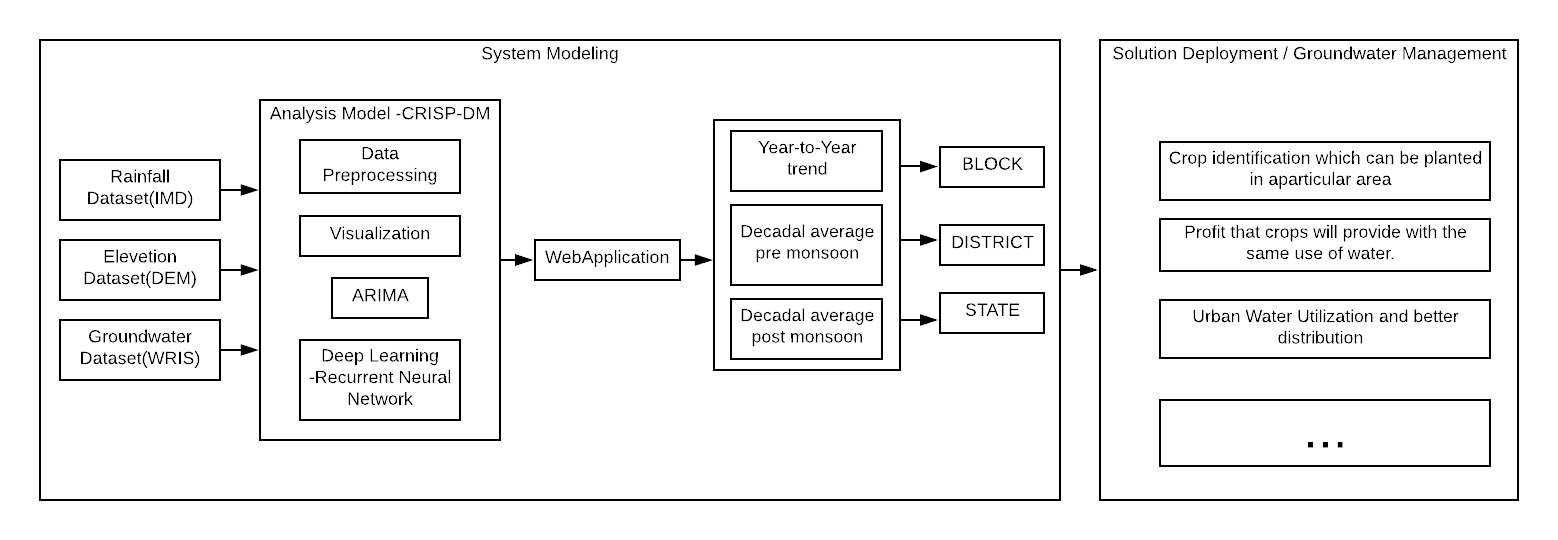 System Modeling
Solution Deployment / Groundwater Management
Analysis Model -CRISP-DM
Rainfall
Dataset(IMD)
Elevetion
Dataset(DEM)
Groundwater
Dataset(WRIS)
Data
Preprocessing
Visualization
ARIMA
Deep Learning
-Recurrent Neural
Network
WebApplication
Year-to-Year
trend
Decadal average
pre monsoon
Decadal average
post monsoon
BLOCK
DISTRICT
STATE
Crop identification which can be planted
in aparticular area
Profit that crops will provide with the
same use of water.
Urban Water Utilization and better
distribution
...